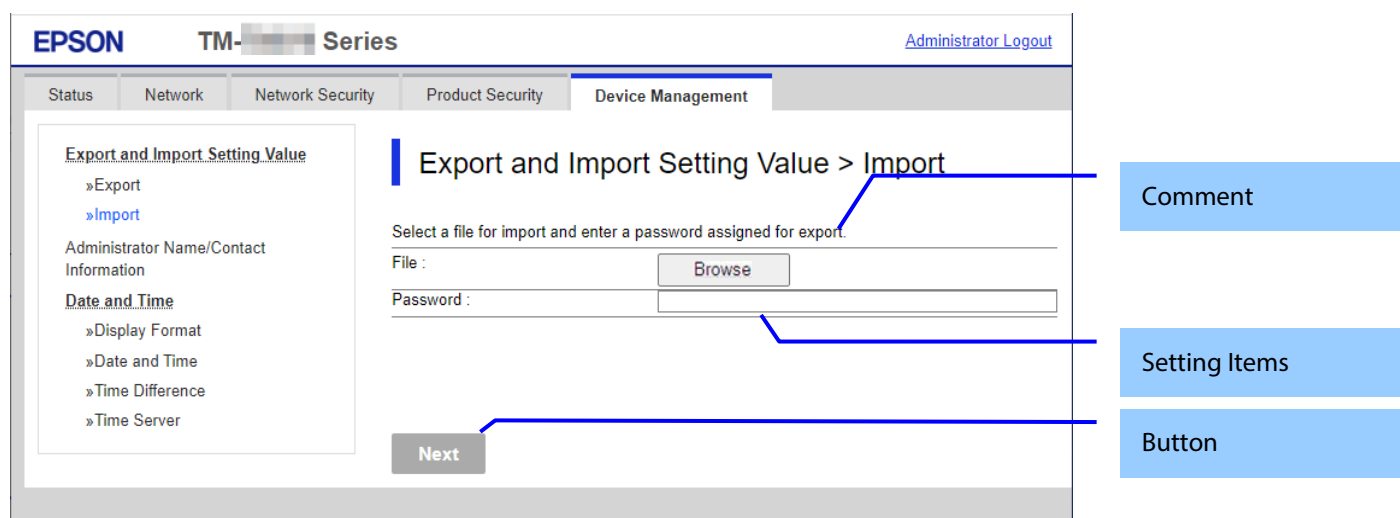 EPSON TM- Series Administrator Logout
Status Network Network Security Product Security Device Management
Export and Import Setting Value
»Export
»Import
Administrator Name/Contact
Information
Date and Time
»Display Format
»Date and Time
»Time Difference
»Time Server
Export and Import Setting Value > Import
Select a file for import and enter a password assigned for export.
File : Browse
Password :
Next
Comment
Setting Items
Button